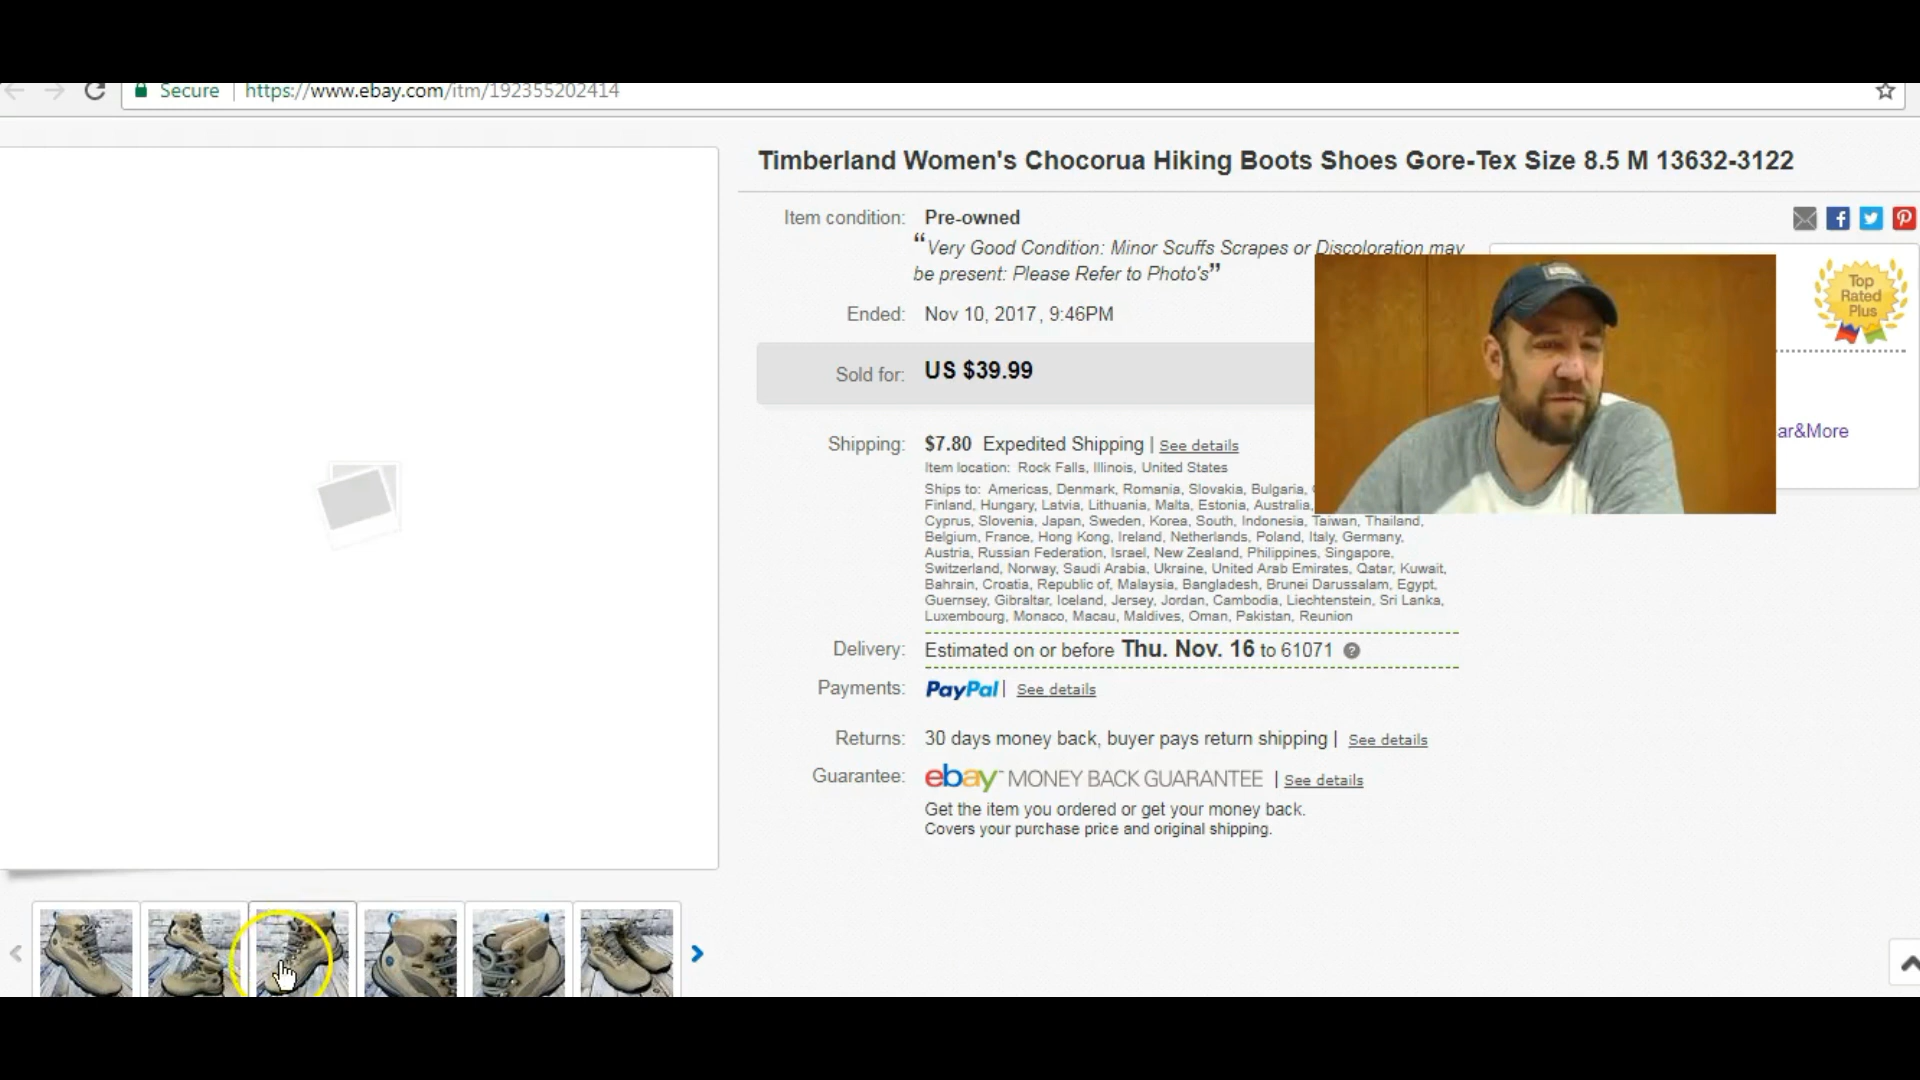 Secure https://www.ebay.com/itm/192355202414
Timberland Women's Chocorua Hiking Boots Shoes Gore-Tex Size 8.5 M 13632-3122
Item condition: Pre-owned
“Very Good Condition: Minor Scuffs Scrapes or Discoloration may
be present: Please Refer to Photo's”
Top
Rated
Plus
Ended: Nov 10, 2017, 9:46PM
Sold for: US $39.99
ar&More
Shipping: $7.80 Expedited Shipping | See details
Item location: Rock Falls, Illinois, United States
Ships to: Americas, Denmark, Romania, Slovakia, Bulgaria,
Finland, Hungary, Latvia, Lithuania, Malta, Estonia, Australia,
Cyprus, Slovenia, Japan, Sweden, Korea, South, Indonesia, Taiwan, Thailand,
Belgium, France, Hong Kong, Ireland, Netherlands, Poland, Italy, Germany,
Austria, Russian Federation, Israel, New Zealand, Philippines, Singapore,
Switzerland, Norway, Saudi Arabia, Ukraine, United Arab Emirates, Qatar, Kuwait,
Bahrain, Croatia, Republic of, Malaysia, Bangladesh, Brunei Darussalam, Egypt,
Guernsey, Gibraltar, Iceland, Jersey, Jordan, Cambodia, Liechtenstein, Sri Lanka,
Luxembourg, Monaco, Macau, Maldives, Oman, Pakistan, Reunion
Delivery: Estimated on or before Thu. Nov. 16 to 61071
Payments: PayPal | See details
Returns: 30 days money back, buyer pays return shipping | See details
Guarantee: ebay™ MONEY BACK GUARANTEE | See details
Get the item you ordered or get your money back.
Covers your purchase price and original shipping.